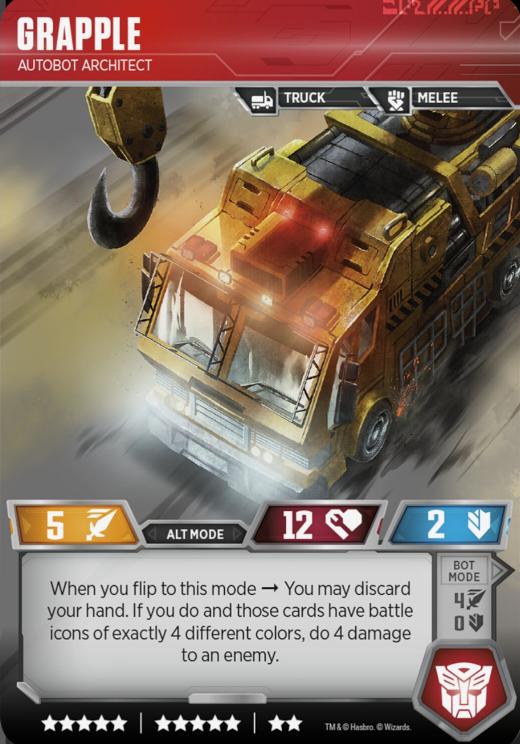 GRAPPLE
AUTOBOT ARCHITECT
TRUCK
MELEE
5
ALT MODE
12
2
When you flip to this mode → You may discard
your hand. If you do and those cards have battle
icons of exactly 4 different colors, do 4 damage
to an enemy.
BOT
MODE
4
0
★★★★★ | ★★★★★ | ★★
TM & © Hasbro. © Wizards.